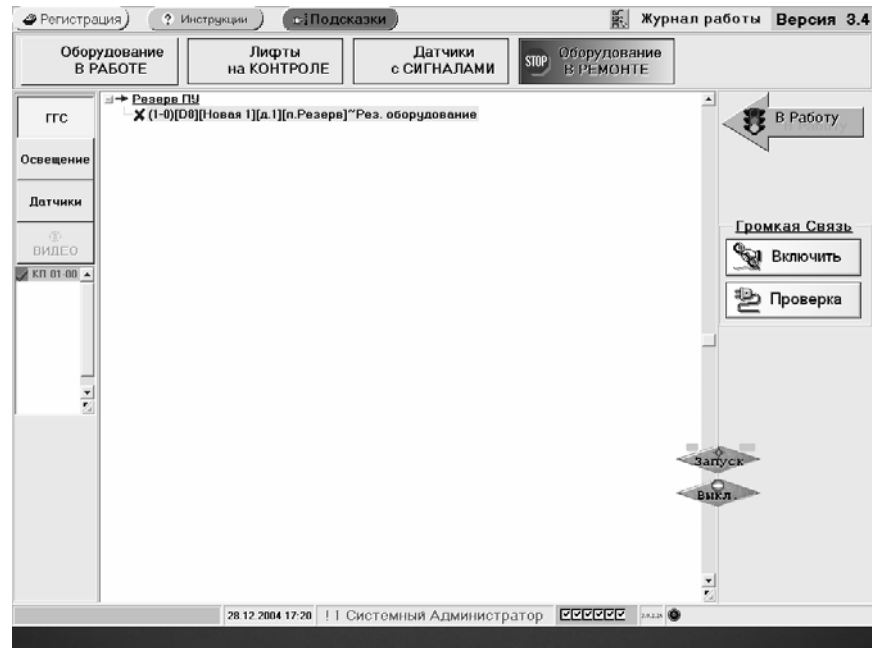 Регистрация ? Инструкции Подсказки Журнал работы Версия 3.4
Оборудование
В РАБОТЕ
Лифты
на КОНТРОЛЕ
Датчики
с СИГНАЛАМИ
STOP
Оборудование
В РЕМОНТЕ
ГГС
Освещение
Датчики
ВИДЕО
КП 01-00
Резерв ПУ
(1-0)[D8][Новая 1][д.1][п.Резерв]~Рез. оборудование
В Работу
Громкая Связь
Включить
Проверка
Запуск
Выкл.
28.12.2004 17:20 ! 1 Системный Администратор